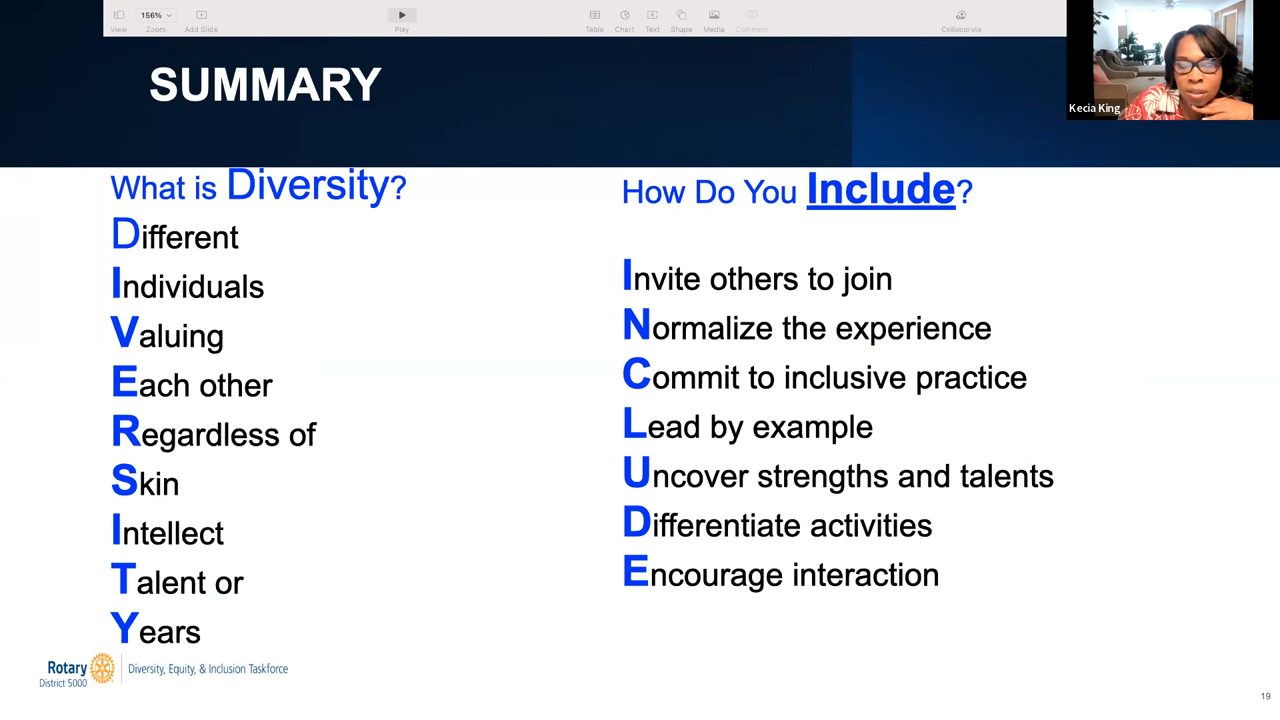 156%
View
Zoom
Add Slide
Play
Table
Chart
Text
Shape
Media
Comment
Collaborate
Kecia King
SUMMARY
What is Diversity?
Different
Individuals
Valuing
Each other
Regardless of
Skin
Intellect
Talent or
Years
How Do You Include?
Invite others to join
Normalize the experience
Commit to inclusive practice
Lead by example
Uncover strengths and talents
Differentiate activities
Encourage interaction
Rotary
District 5000
Diversity, Equity, & Inclusion Taskforce
19